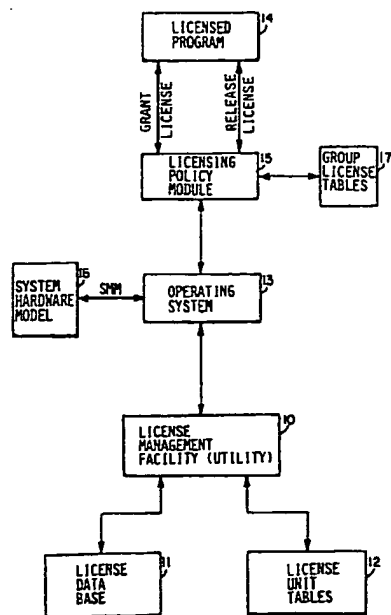 LICENSED
PROGRAM
14
GRANT
LICENSE
RELEASE
LICENSE
LICENSING
POLICY
MODULE
15
GROUP
LICENSE
TABLES
17
SYSTEM
HARDWARE
MODEL
16
SMM
OPERATING
SYSTEM
13
LICENSE
MANAGEMENT
FACILITY (UTILITY)
10
LICENSE
DATA
BASE
11
LICENSE
UNIT
TABLES
12